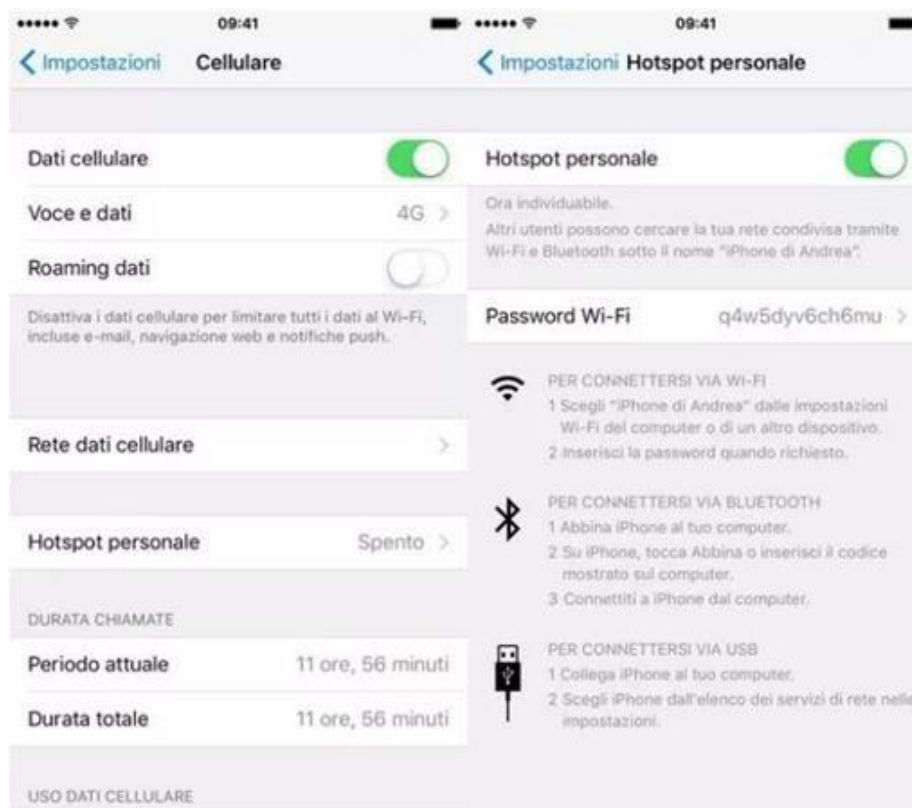 09:41
Impostazioni Cellulare
Dati cellulare
Voce e dati 4G
Roaming dati
Disattiva i dati cellulare per limitare tutti i dati al Wi-Fi,
incluse e-mail, navigazione web e notifiche push.
Rete dati cellulare
Hotspot personale Spento
DURATA CHIAMATE
Periodo attuale 11 ore, 56 minuti
Durata totale 11 ore, 56 minuti
USO DATI CELLULARE
09:41
Impostazioni Hotspot personale
Hotspot personale
Ora individuabile.
Altri utenti possono cercare la tua rete condivisa tramite
Wi-Fi e Bluetooth sotto il nome "iPhone di Andrea".
Password Wi-Fi q4w5dyv6ch6mu
PER CONNETTERSI VIA WI-FI
1 Scegli "iPhone di Andrea" dalle impostazioni
Wi-Fi del computer o di un altro dispositivo.
2 Inserisci la password quando richiesto.
PER CONNETTERSI VIA BLUETOOTH
1 Abbina iPhone al tuo computer.
2 Su iPhone, tocca Abbina o inserisci il codice
mostrato sul computer.
3 Connettiti a iPhone dal computer.
PER CONNETTERSI VIA USB
1 Collega iPhone al tuo computer.
2 Scegli iPhone dall'elenco dei servizi di rete nelle
impostazioni.